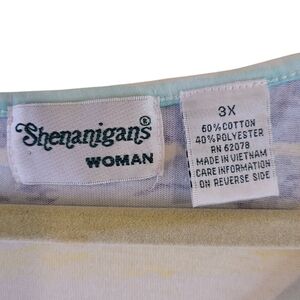 Shenanigans®
WOMAN
3X
60% COTTON
40% POLYESTER
RN 62078
MADE IN VIETNAM
CARE INFORMATION
ON REVERSE SIDE